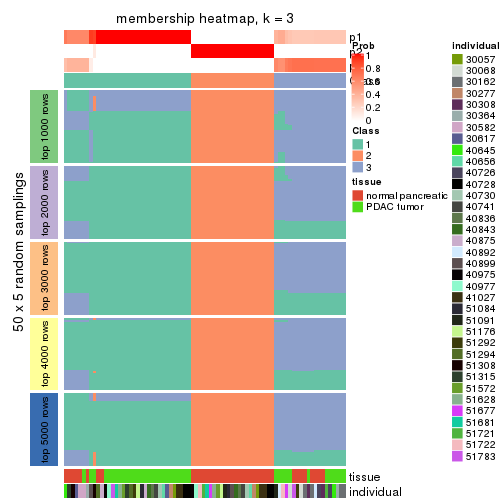 membership heatmap, k = 3
p1
p2
Prob
1
0.8
0.6
0.4
0.2
0
Class
1
2
3
tissue
normal pancreatic
PDAC tumor
50 x 5 random samplings
top 1000 rows
top 2000 rows
top 3000 rows
top 4000 rows
top 5000 rows
tissue
individual
individual
30057
30068
30162
30277
30308
30364
30582
30617
40645
40656
40726
40728
40730
40741
40836
40843
40875
40892
40899
40975
40977
41027
51084
51091
51176
51292
51294
51308
51315
51572
51628
51677
51681
51721
51722
51783